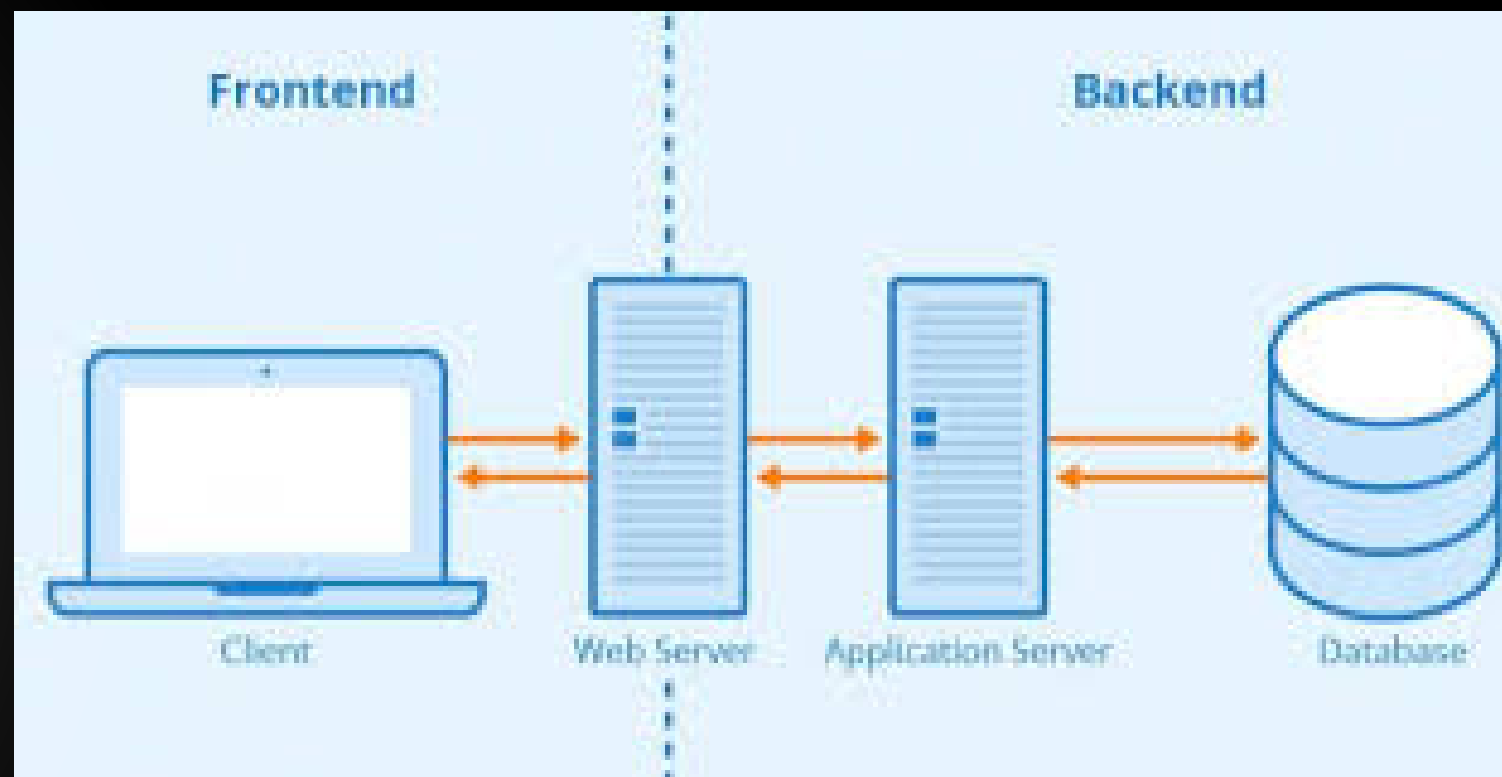 Frontend
Backend
Client
Web Server
Application Server
Database